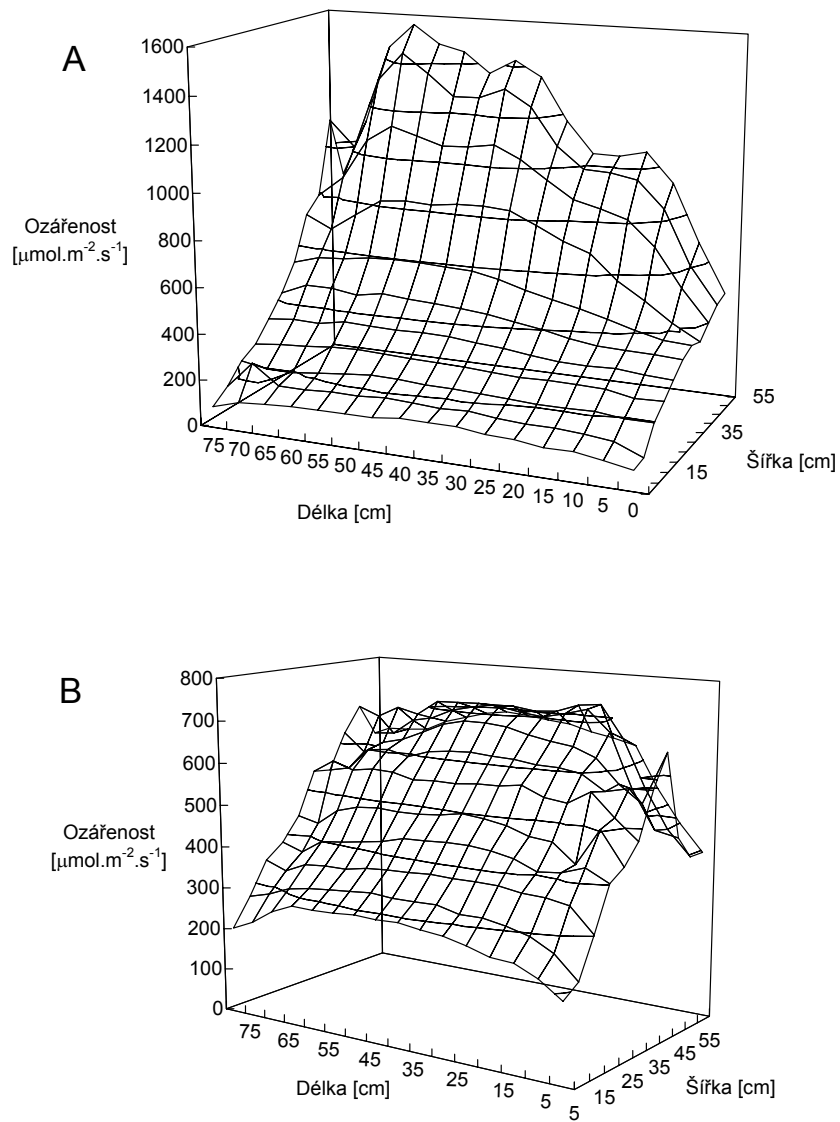 A
1600
1400
1200
1000
800
600
400
200
0
Ozářenost
[μmol.m⁻².s⁻¹]
75 70 65 60 55 50 45 40 35 30 25 20 15 10 5 0
Délka [cm]
15 35 55
Šířka [cm]
B
800
700
600
500
400
300
200
100
0
Ozářenost
[μmol.m⁻².s⁻¹]
75 65 55 45 35 25 15 5
Délka [cm]
5 15 25 35 45 55
Šířka [cm]